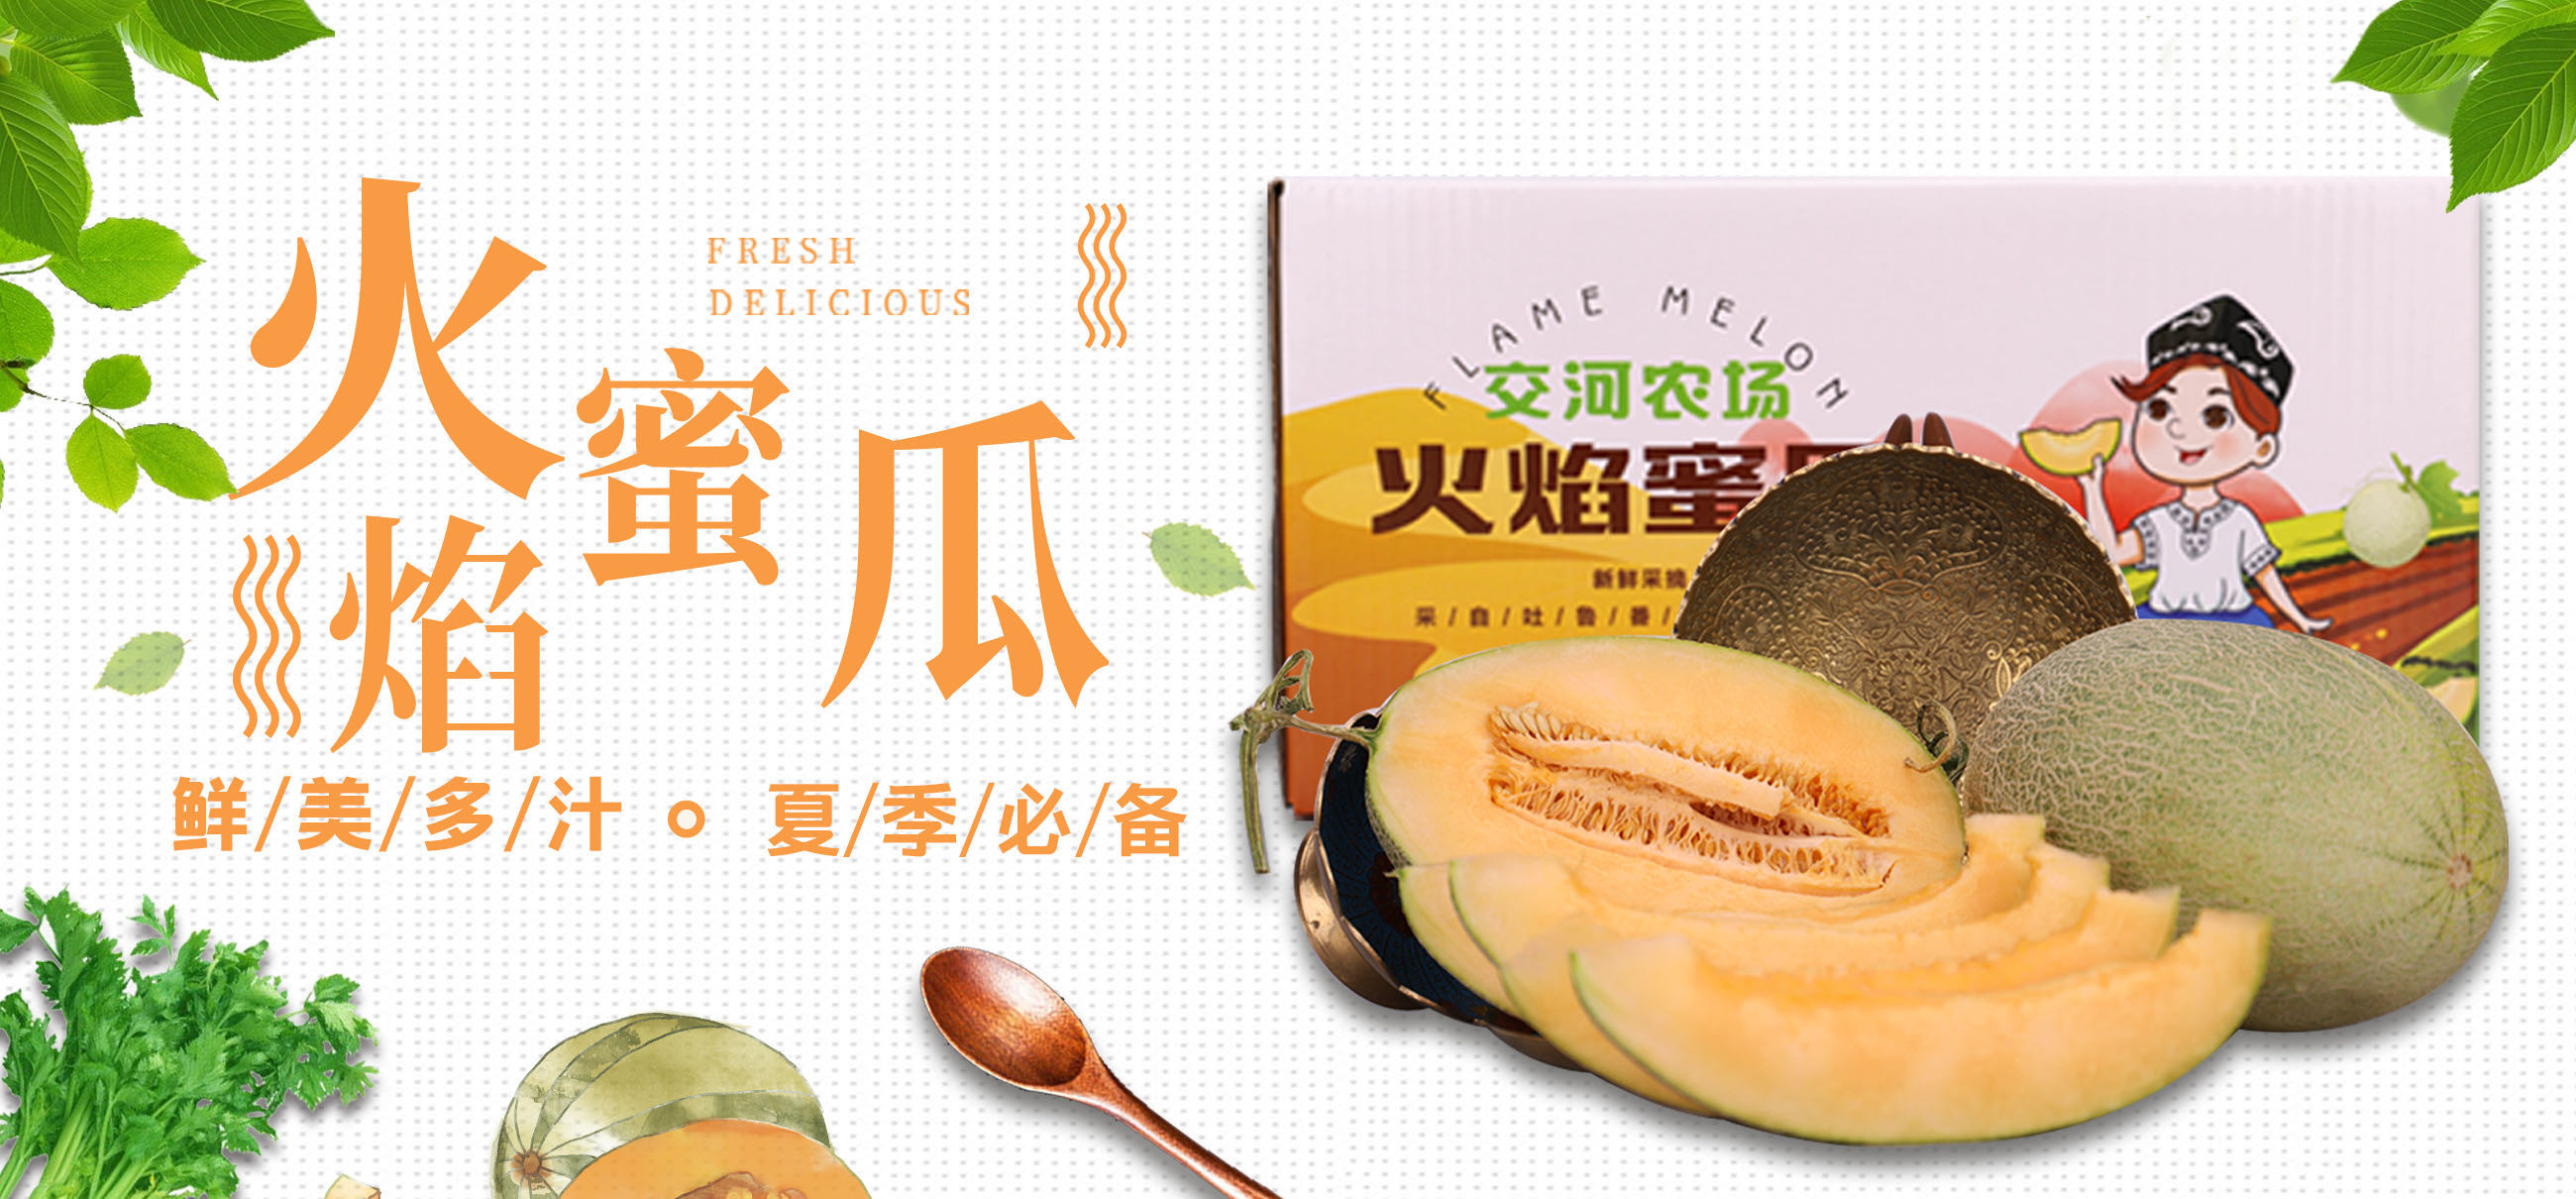 火焰蜜瓜
FRESH
DELICIOUS
鲜/美/多/汁 。 夏/季/必/备
FLAME MELON
交河农场
火焰蜜
新鲜采摘
采/自/吐/鲁/番/